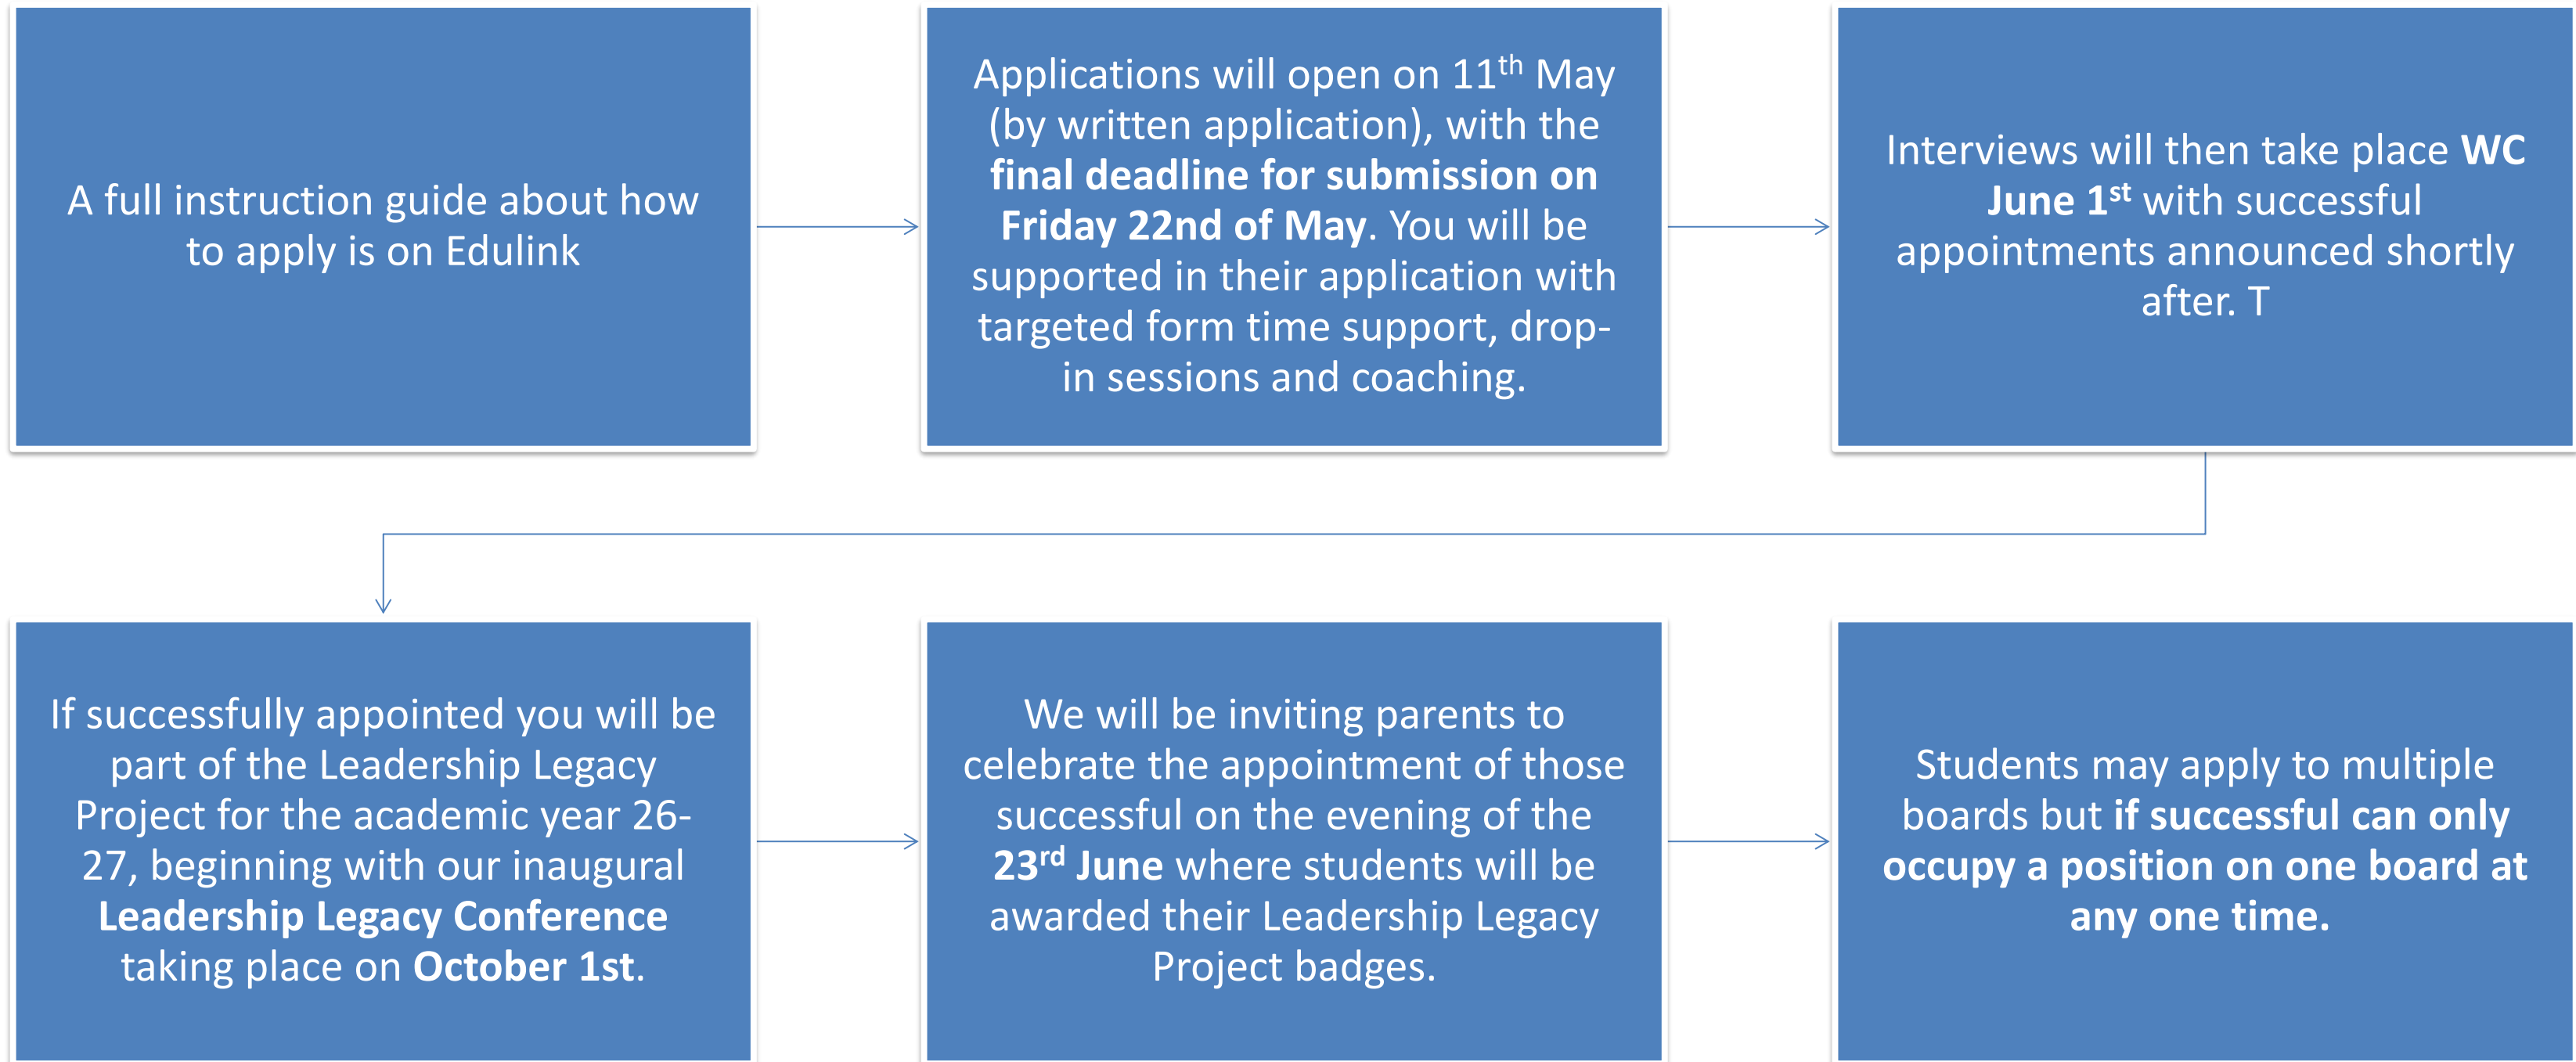 A full instruction guide about how
to apply is on Edulink
Applications will open on 11th May
(by written application), with the
final deadline for submission on
Friday 22nd of May. You will be
supported in their application with
targeted form time support, drop-
in sessions and coaching.
Interviews will then take place WC
June 1st with successful
appointments announced shortly
after. T
If successfully appointed you will be
part of the Leadership Legacy
Project for the academic year 26-
27, beginning with our inaugural
Leadership Legacy Conference
taking place on October 1st.
We will be inviting parents to
celebrate the appointment of those
successful on the evening of the
23rd June where students will be
awarded their Leadership Legacy
Project badges.
Students may apply to multiple
boards but if successful can only
occupy a position on one board at
any one time.